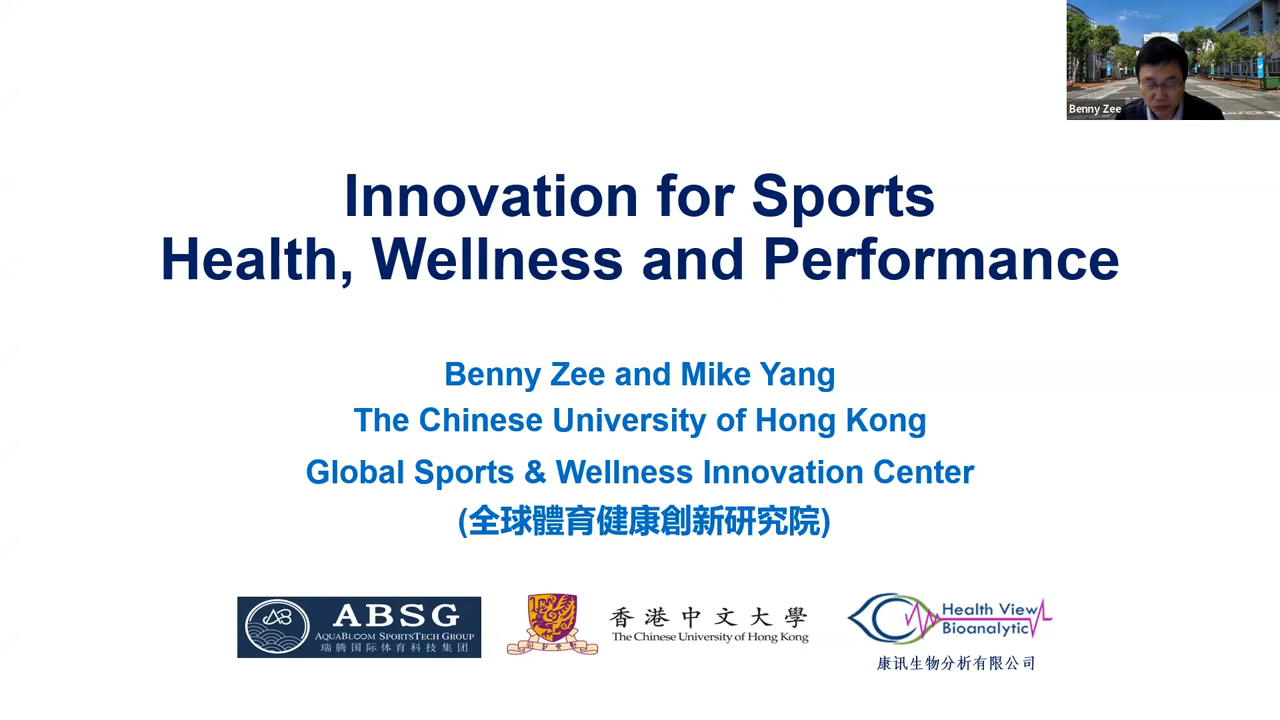 Benny Zee
Innovation for Sports
Health, Wellness and Performance
Benny Zee and Mike Yang
The Chinese University of Hong Kong
Global Sports & Wellness Innovation Center
(全球體育健康創新研究院)
AB
ABSG
AQUABLOOM SPORTSTECH GROUP
瑞腾国际体育科技集团
香港中文大學
The Chinese University of Hong Kong
Health View
Bioanalytic
康讯生物分析有限公司